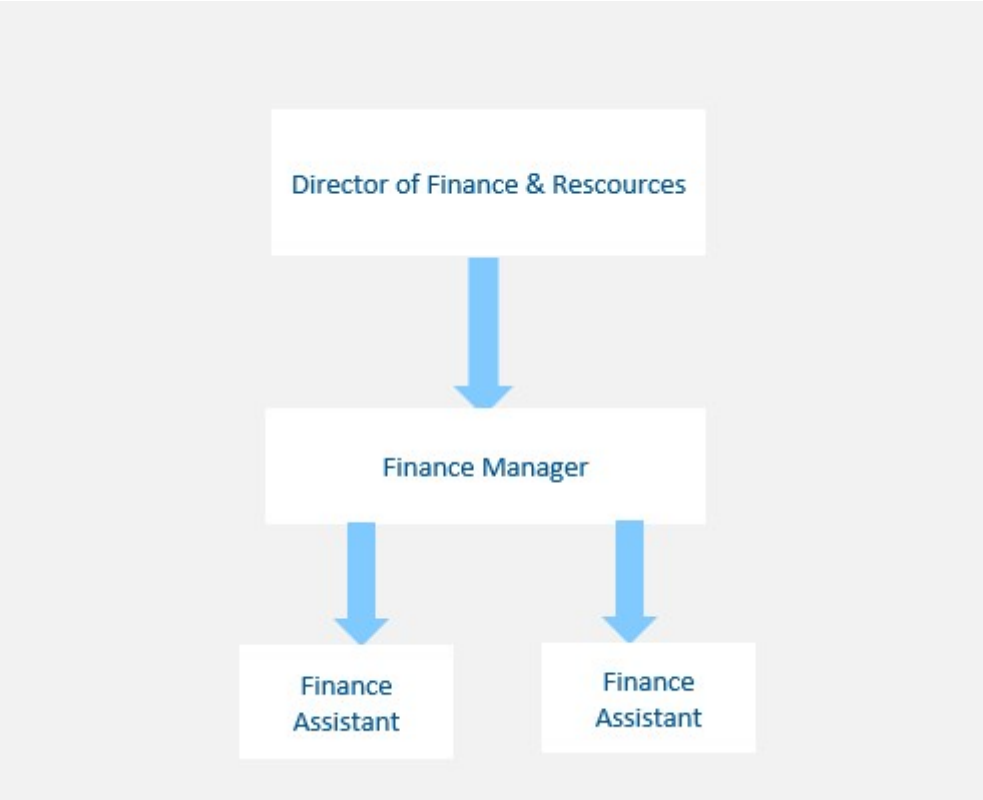 Director of Finance & Rescources
Finance Manager
Finance
Assistant
Finance
Assistant